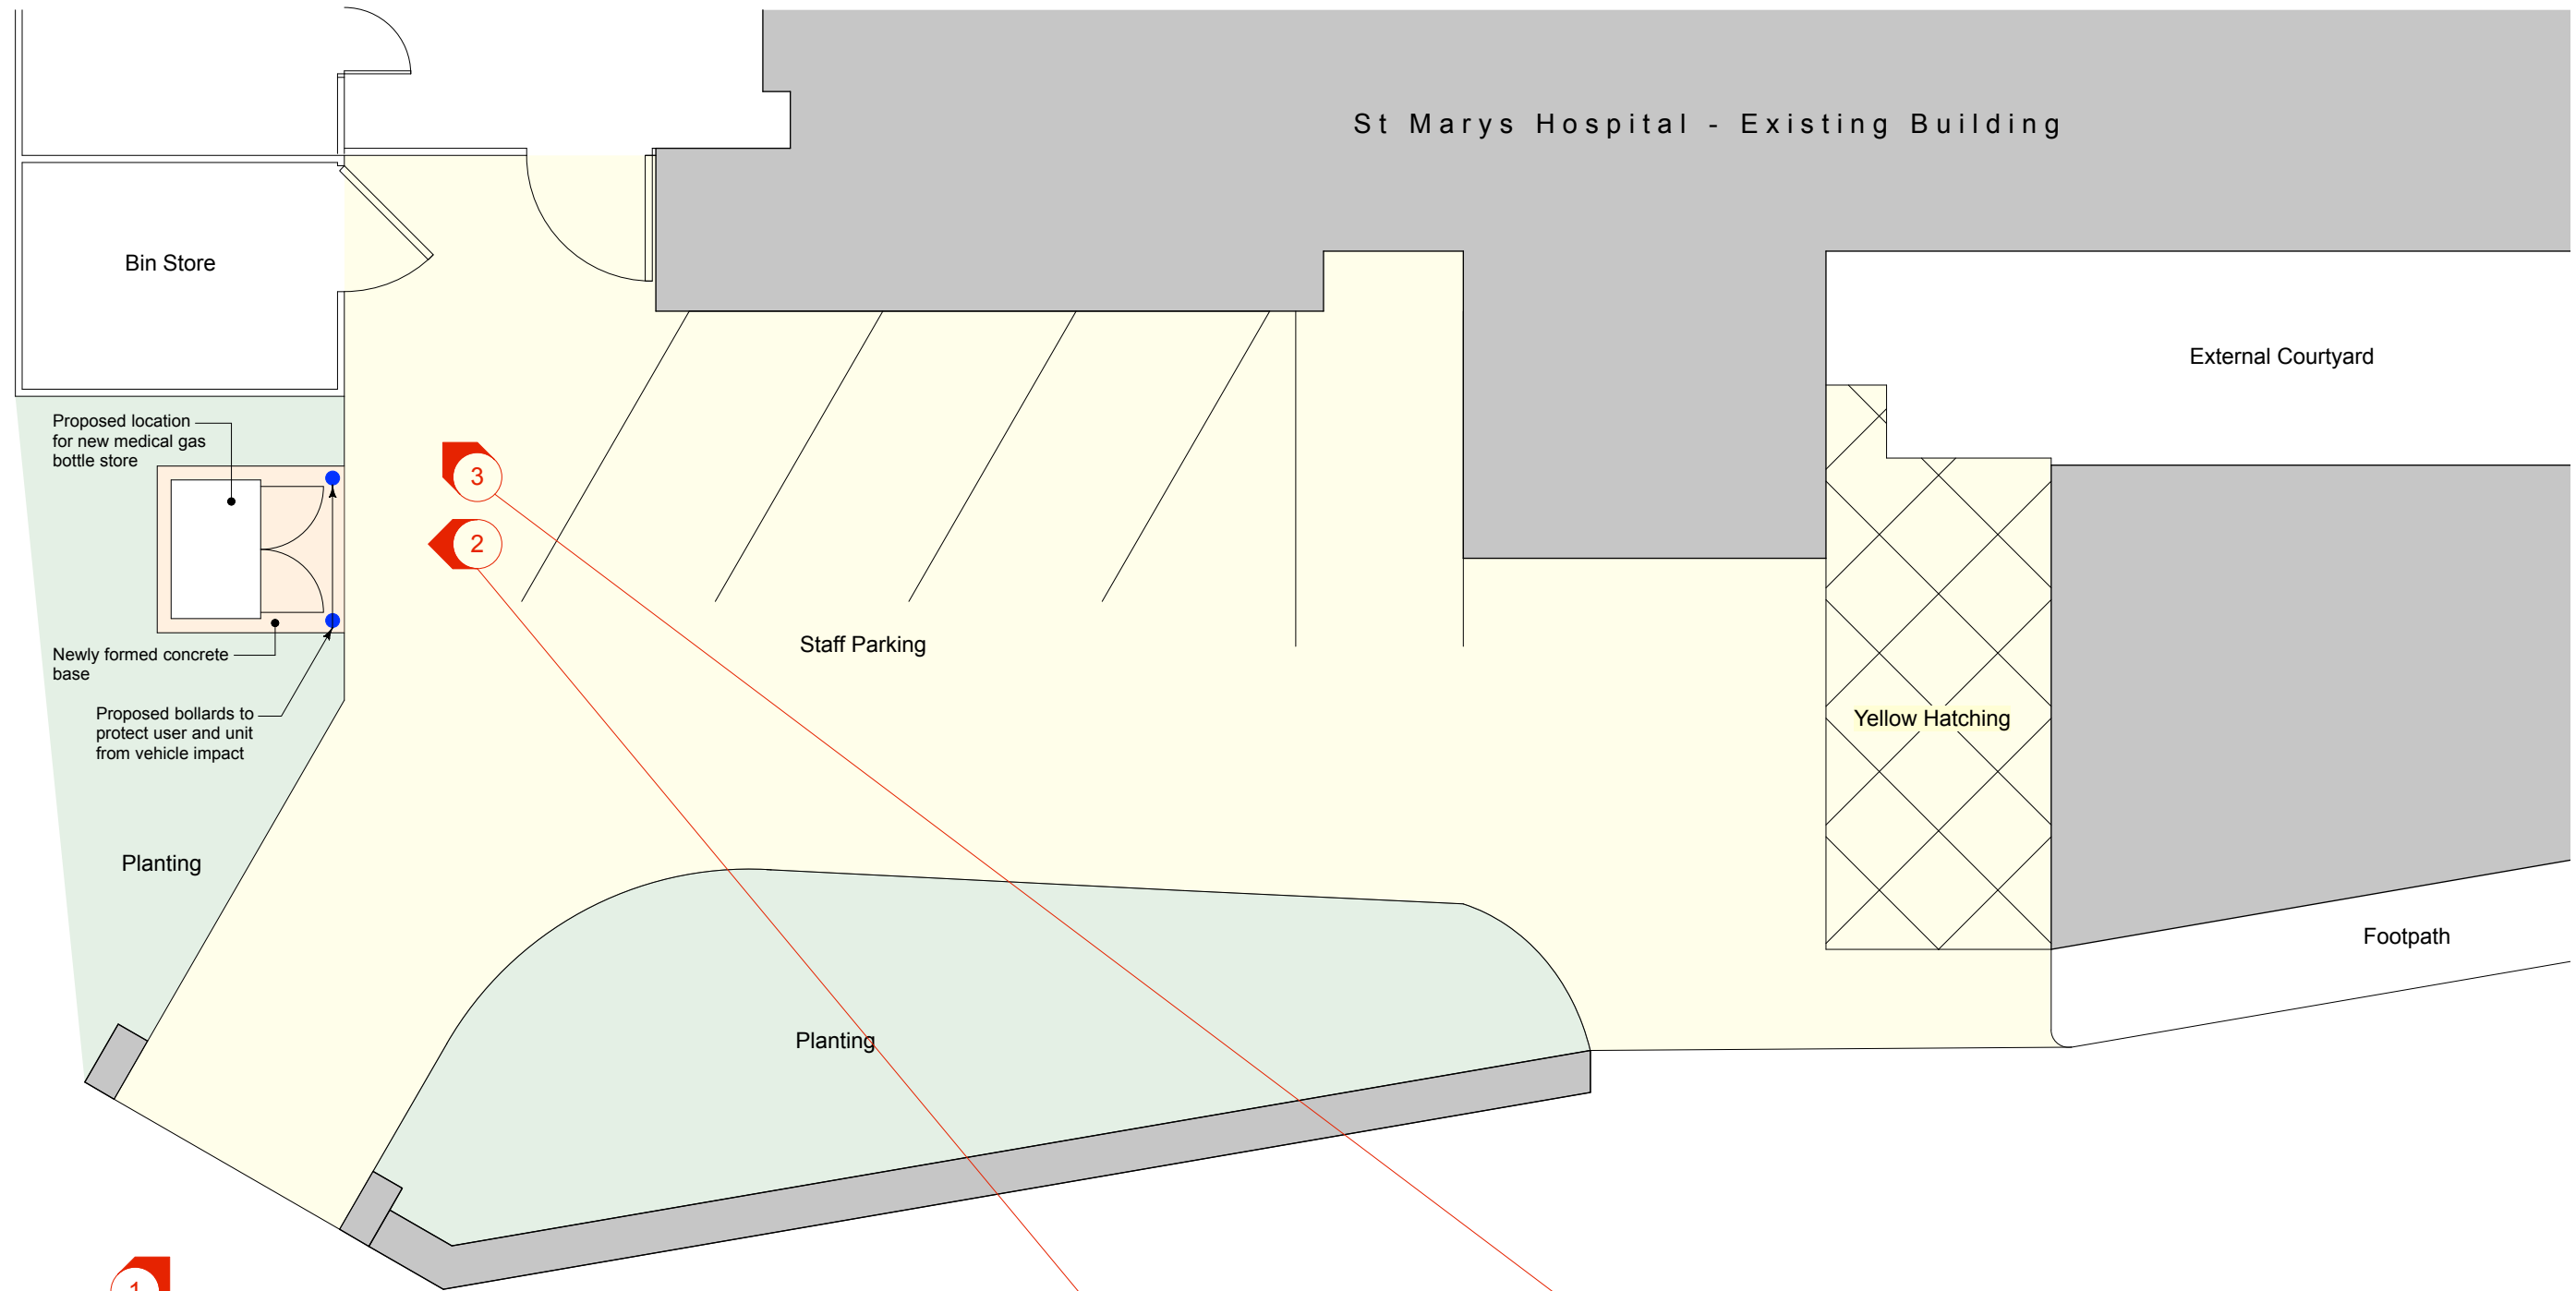 St Marys Hospital - Existing Building
Bin Store
External Courtyard
Proposed location
for new medical gas
bottle store
3
2
Staff Parking
Newly formed concrete
base
Proposed bollards to
protect user and unit
from vehicle impact
Yellow Hatching
Planting
Footpath
Planting
1